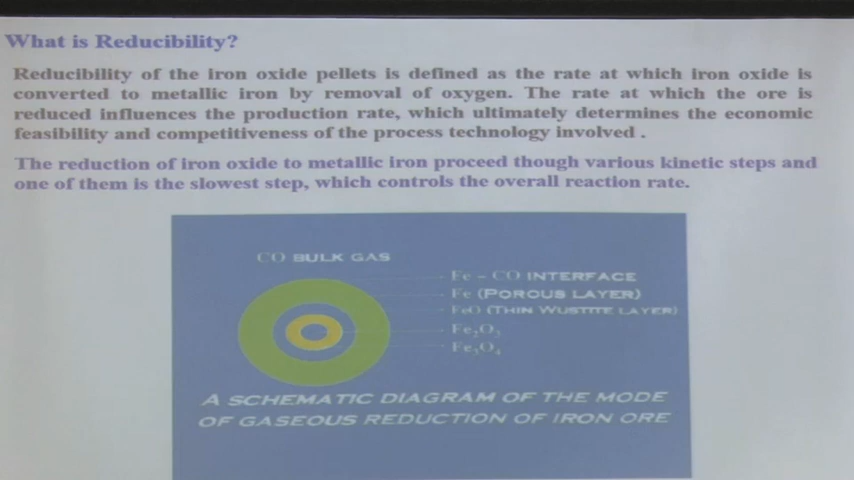 What is Reducibility?
Reducibility of the iron oxide pellets is defined as the rate at which iron oxide is
converted to metallic iron by removal of oxygen. The rate at which the ore is
reduced influences the production rate, which ultimately determines the economic
feasibility and competitiveness of the process technology involved .
The reduction of iron oxide to metallic iron proceed though various kinetic steps and
one of them is the slowest step, which controls the overall reaction rate.
CO BULK GAS
Fe – CO INTERFACE
Fe (POROUS LAYER)
FeO (THIN WUSTITE LAYER)
Fe₂O₃
Fe₃O₄
A SCHEMATIC DIAGRAM OF THE MODE
OF GASEOUS REDUCTION OF IRON ORE